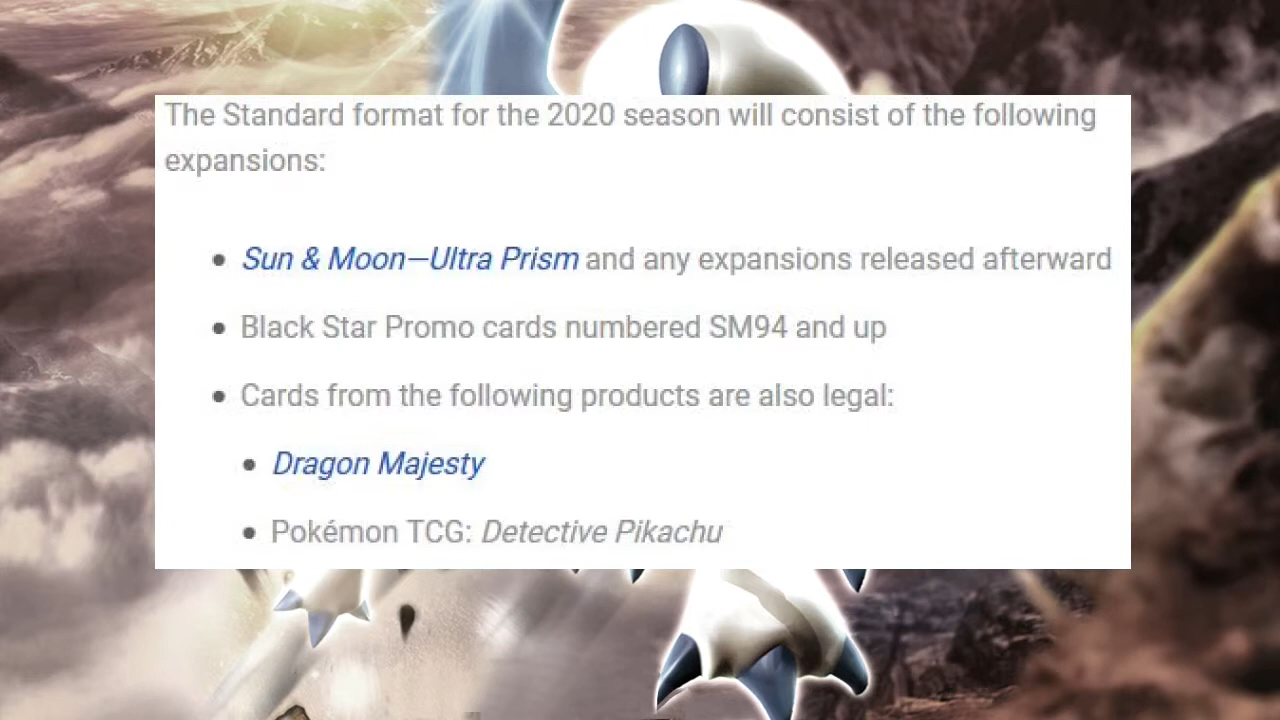 The Standard format for the 2020 season will consist of the following
expansions:
• Sun & Moon—Ultra Prism and any expansions released afterward
• Black Star Promo cards numbered SM94 and up
• Cards from the following products are also legal:
• Dragon Majesty
• Pokémon TCG: Detective Pikachu